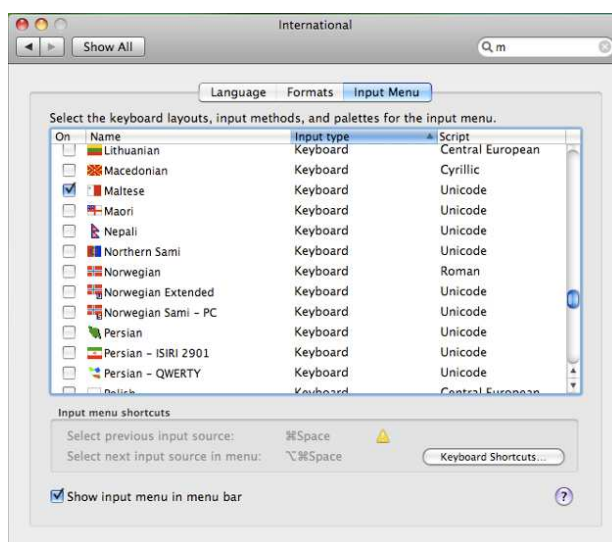 International
Show All
m
Language Formats Input Menu
Select the keyboard layouts, input methods, and palettes for the input menu.
On Name Input type Script
Lithuanian Keyboard Central European
Macedonian Keyboard Cyrillic
Maltese Keyboard Unicode
Maori Keyboard Unicode
Nepali Keyboard Unicode
Northern Sami Keyboard Unicode
Norwegian Keyboard Roman
Norwegian Extended Keyboard Unicode
Norwegian Sami – PC Keyboard Unicode
Persian Keyboard Unicode
Persian – ISIRI 2901 Keyboard Unicode
Persian – QWERTY Keyboard Unicode
Polish Keyboard Central European
Input menu shortcuts
Select previous input source: ⌘Space
Select next input source in menu: ⌥⌘Space Keyboard Shortcuts...
Show input menu in menu bar ?